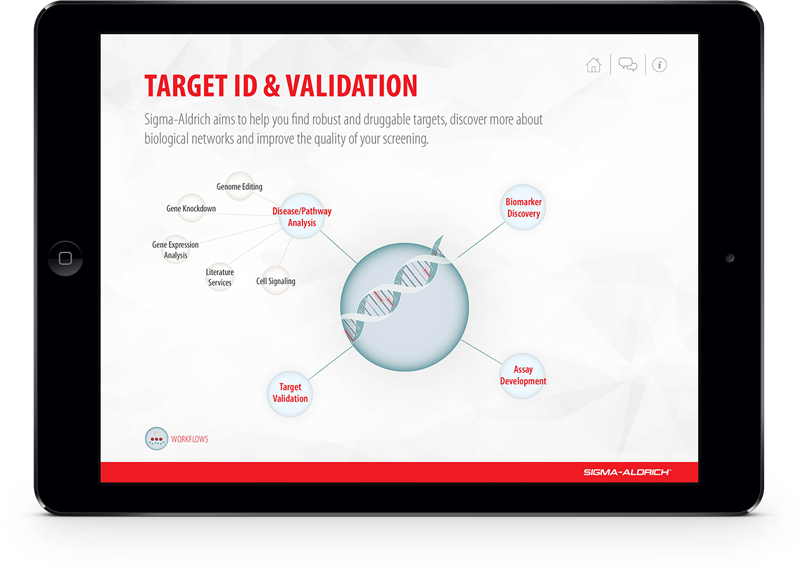 TARGET ID & VALIDATION
Sigma-Aldrich aims to help you find robust and druggable targets, discover more about
biological networks and improve the quality of your screening.
Genome Editing
Gene Knockdown
Disease/Pathway
Analysis
Biomarker
Discovery
Gene Expression
Analysis
Literature
Services
Cell Signaling
Target
Validation
Assay
Development
WORKFLOWS
SIGMA-ALDRICH